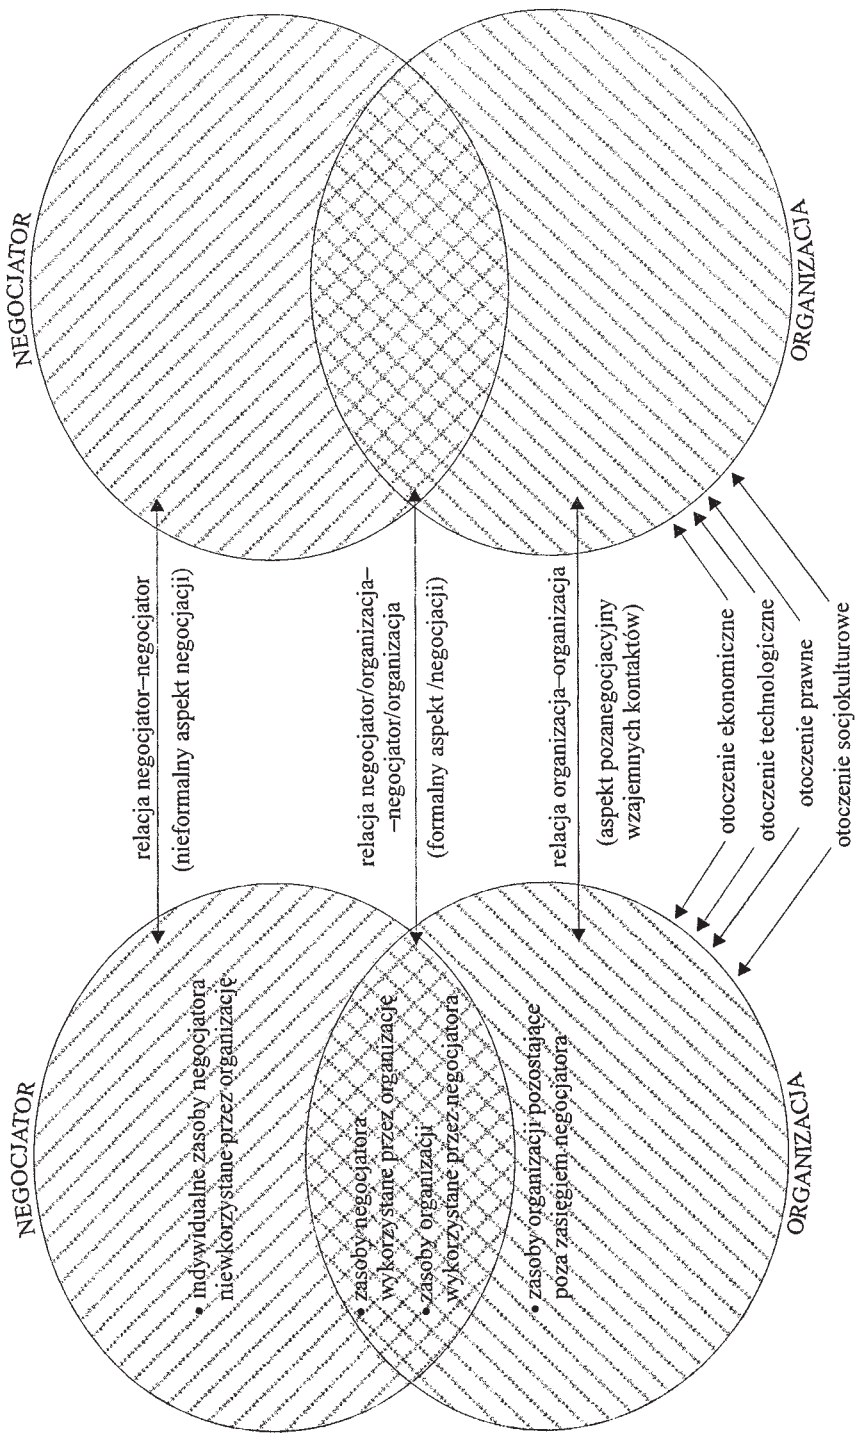 NEGOCJATOR
NEGOCJATOR
• indywidualne zasoby negocjatora
niewkorzystane przez organizację
relacja negocjator–negocjator
(nieformalny aspekt negocjacji)
• zasoby negocjatora
wykorzystane przez organizację
• zasoby organizacji
wykorzystane przez negocjatora
relacja negocjator/organizacja–
–negocjator/organizacja
(formalny aspekt /negocjacji)
• zasoby organizacji pozostające
poza zasięgiem negocjatora
relacja organizacja–organizacja
(aspekt pozanegocjacyjny
wzajemnych kontaktów)
otoczenie ekonomiczne
otoczenie technologiczne
otoczenie prawne
otoczenie socjokulturowe
ORGANIZACJA
ORGANIZACJA